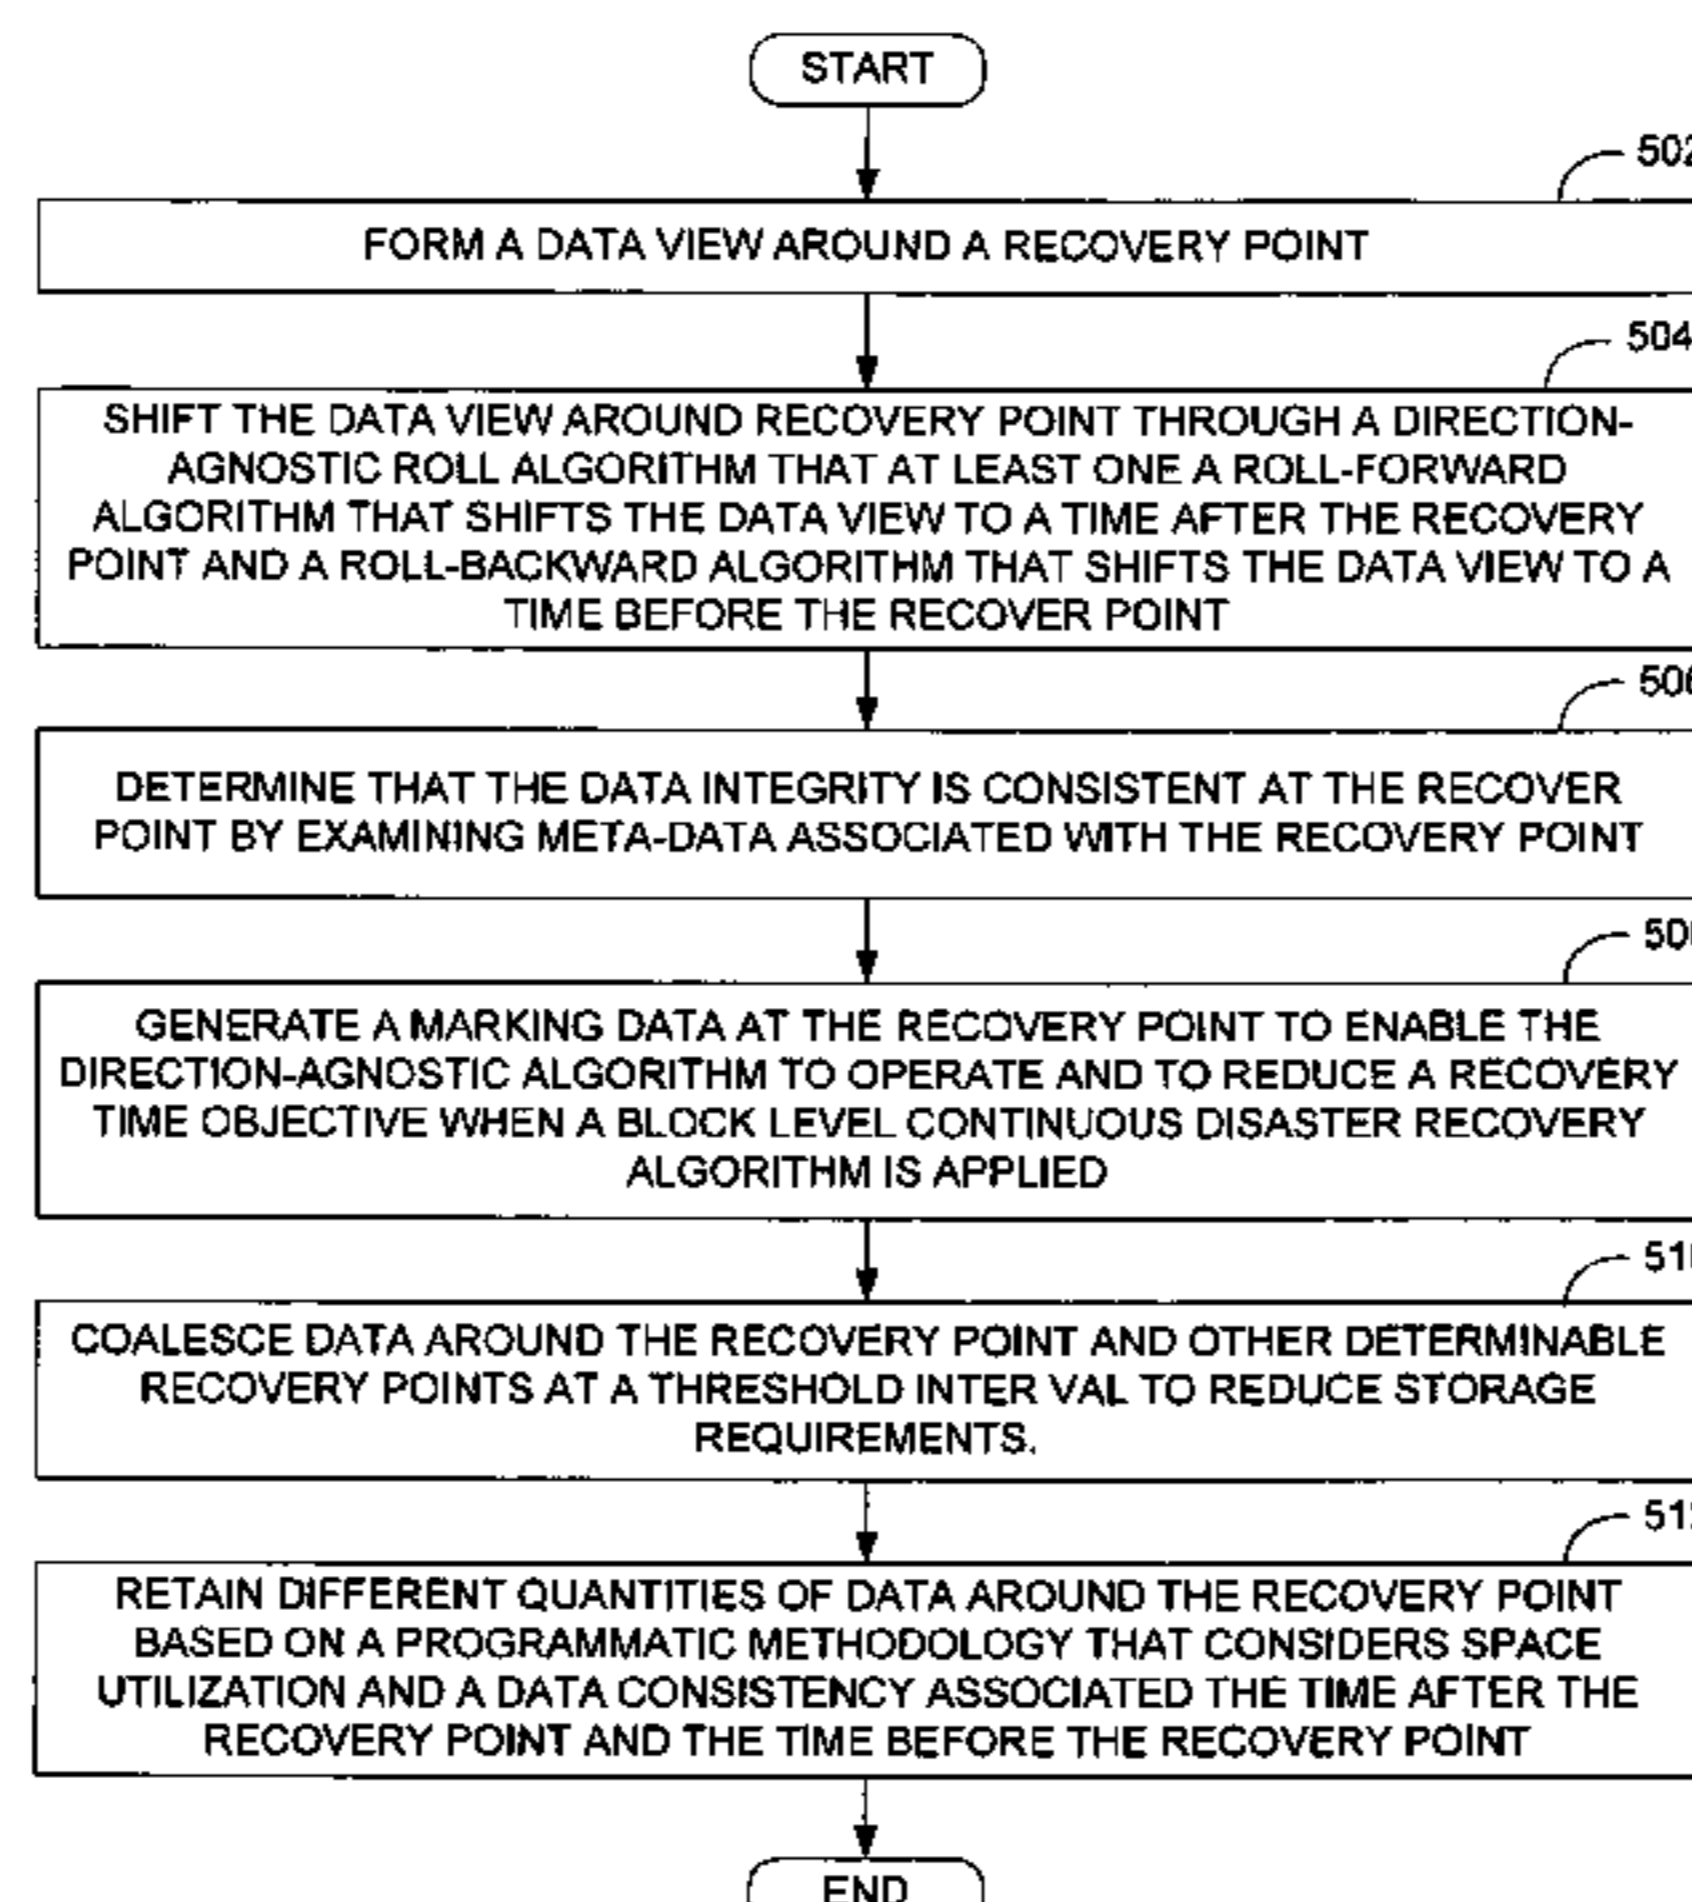 START
502
FORM A DATA VIEW AROUND A RECOVERY POINT
504
SHIFT THE DATA VIEW AROUND RECOVERY POINT THROUGH A DIRECTION-
AGNOSTIC ROLL ALGORITHM THAT AT LEAST ONE A ROLL-FORWARD
ALGORITHM THAT SHIFTS THE DATA VIEW TO A TIME AFTER THE RECOVERY
POINT AND A ROLL-BACKWARD ALGORITHM THAT SHIFTS THE DATA VIEW TO A
TIME BEFORE THE RECOVER POINT
506
DETERMINE THAT THE DATA INTEGRITY IS CONSISTENT AT THE RECOVER
POINT BY EXAMINING META-DATA ASSOCIATED WITH THE RECOVERY POINT
GENERATE A MARKING DATA AT THE RECOVERY POINT TO ENABLE THE
DIRECTION-AGNOSTIC ALGORITHM TO OPERATE AND TO REDUCE A RECOVERY
TIME OBJECTIVE WHEN A BLOCK LEVEL CONTINUOUS DISASTER RECOVERY
ALGORITHM IS APPLIED
COALESCE DATA AROUND THE RECOVERY POINT AND OTHER DETERMINABLE
RECOVERY POINTS AT A THRESHOLD INTER VAL TO REDUCE STORAGE
REQUIREMENTS.
RETAIN DIFFERENT QUANTITIES OF DATA AROUND THE RECOVERY POINT
BASED ON A PROGRAMMATIC METHODOLOGY THAT CONSIDERS SPACE
UTILIZATION AND A DATA CONSISTENCY ASSOCIATED THE TIME AFTER THE
RECOVERY POINT AND THE TIME BEFORE THE RECOVERY POINT
END